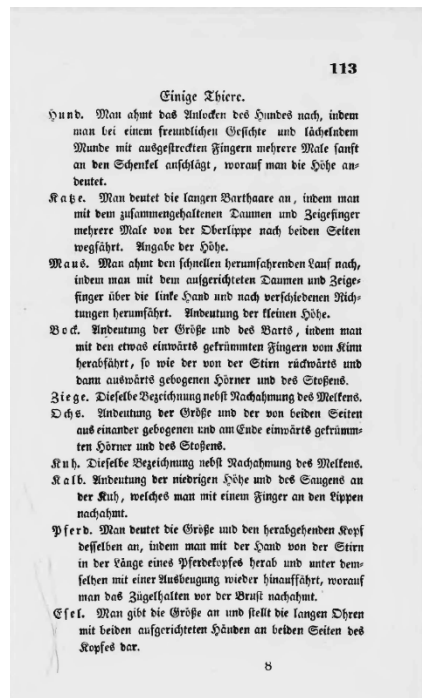 113
Einige Thiere.
Hund. Man ahmt das Anlocken des Hundes nach, indem
man bei einem freundlichen Gesichte und lächelndem
Munde mit ausgestreckten Fingern mehrere Male sanft
an den Schenkel anschlägt, worauf man die Höhe an-
deutet.
Katze. Man deutet die langen Barthaare an, indem man
mit dem zusammengehaltenen Daumen und Zeigefinger
mehrere Male von der Oberlippe nach beiden Seiten
wegfährt. Angabe der Höhe.
Maus. Man ahmt den schnellen herumfahrenden Lauf nach,
indem man mit dem aufgerichteten Daumen und Zeige-
finger über die linke Hand und nach verschiedenen Rich-
tungen herumfährt. Andeutung der kleinen Höhe.
Bock. Andeutung der Größe und des Barts, indem man
mit den etwas einwärts gekrümmten Fingern vom Kinn
herabfährt, so wie der von der Stirn rückwärts und
dann auswärts gebogenen Hörner und des Stoßens.
Ziege. Dieselbe Bezeichnung nebst Nachahmung des Melkens.
Ochs. Andeutung der Größe und der von beiden Seiten
aus einander gebogenen und am Ende einwärts gekrümm-
ten Hörner und des Stoßens.
Kuh. Dieselbe Bezeichnung nebst Nachahmung des Melkens.
Kalb. Andeutung der niedrigen Höhe und des Saugens an
der Kuh, welches man mit einem Finger an den Lippen
nachahmt.
Pferd. Man deutet die Größe und den herabgehenden Kopf
desselben an, indem man mit der Hand von der Stirn
in der Länge eines Pferdekopfes herab und unter dem-
selben mit einer Ausbeugung wieder hinauffährt, worauf
man das Zügelhalten vor der Brust nachahmt.
Esel. Man gibt die Größe an und stellt die langen Ohren
mit beiden aufgerichteten Händen an beiden Seiten des
Kopfes dar.
8